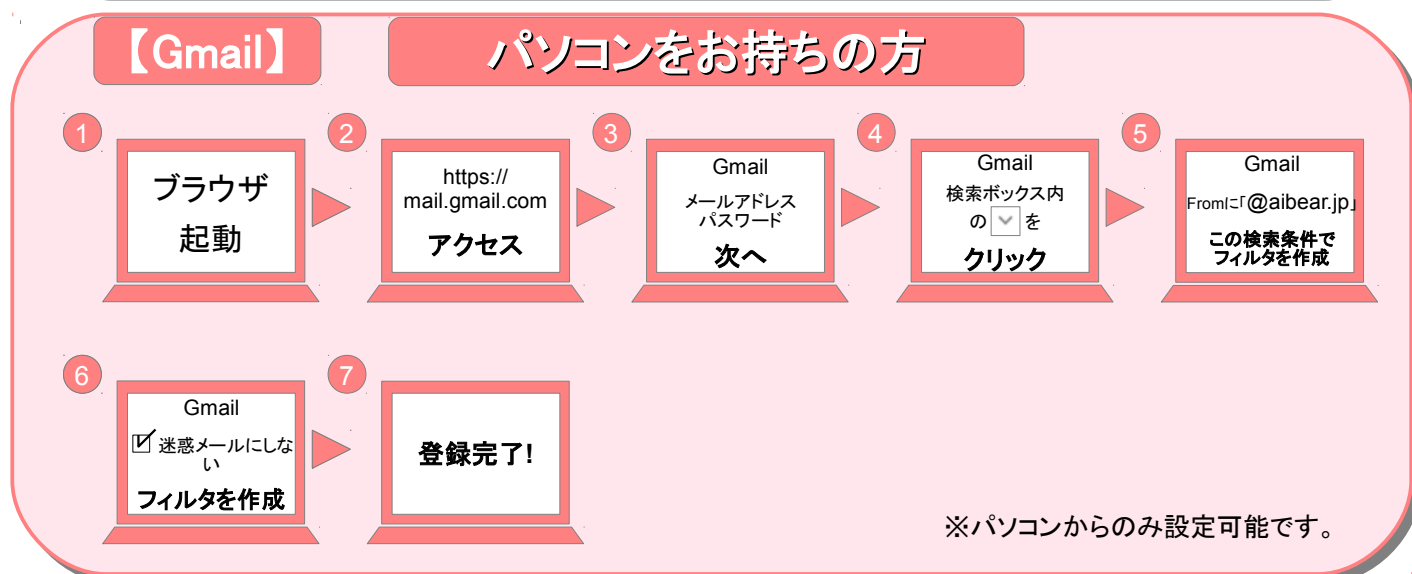 【Gmail】
パソコンをお持ちの方
1
ブラウザ
起動
2
https://
mail.gmail.com
アクセス
3
Gmail
メールアドレス
パスワード
次へ
4
Gmail
検索ボックス内
の を
クリック
5
Gmail
Fromに「@aibear.jp」
この検索条件で
フィルタを作成
6
Gmail
迷惑メールにしな
い
フィルタを作成
7
登録完了!
※パソコンからのみ設定可能です。